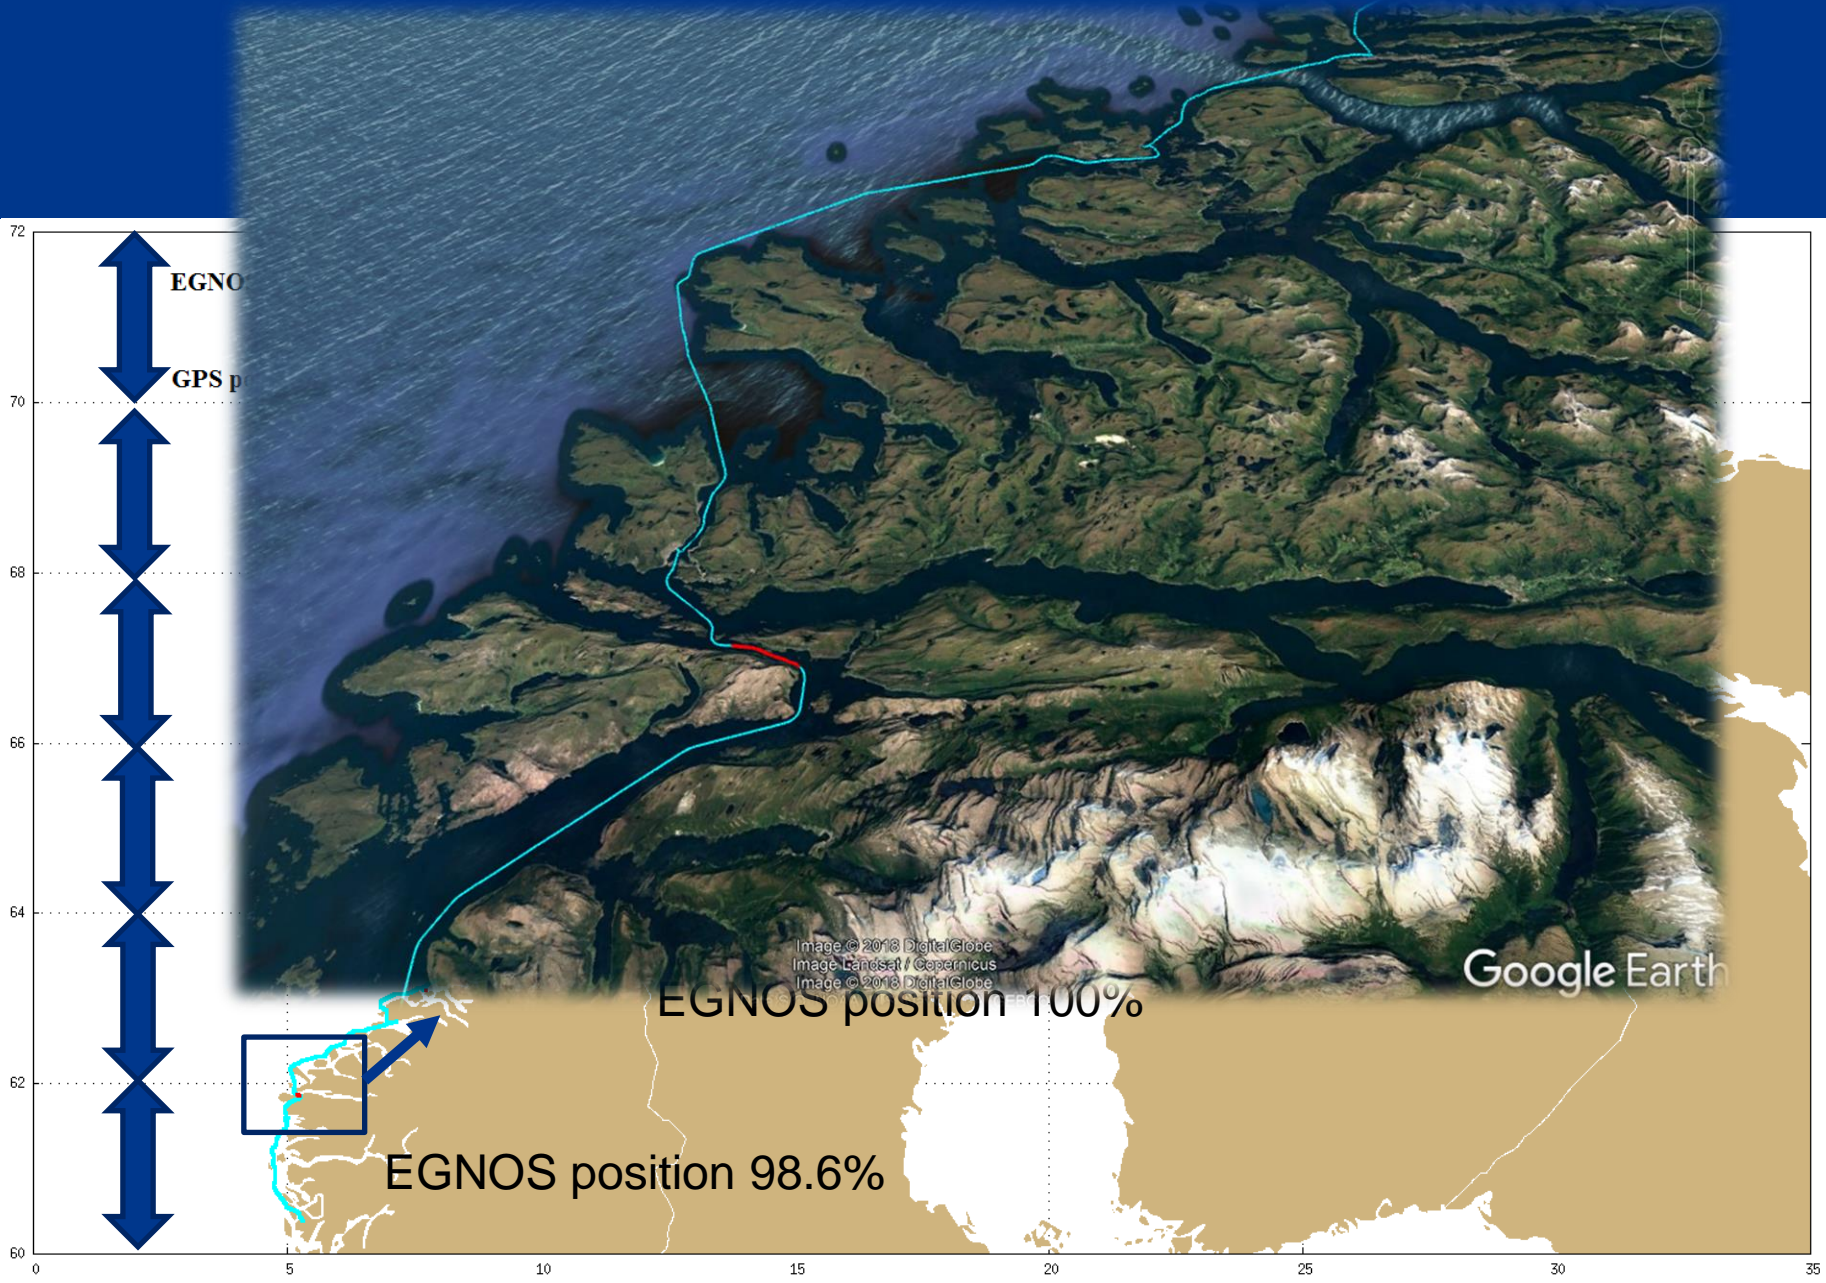 72
EGNO
GPS p
70
68
66
64
Image © 2018 DigitalGlobe
Image Landsat / Copernicus
Image © 2018 DigitalGlobe
Google Earth
EGNOS position 100%
62
EGNOS position 98.6%
60
0 5 10 15 20 25 30 35